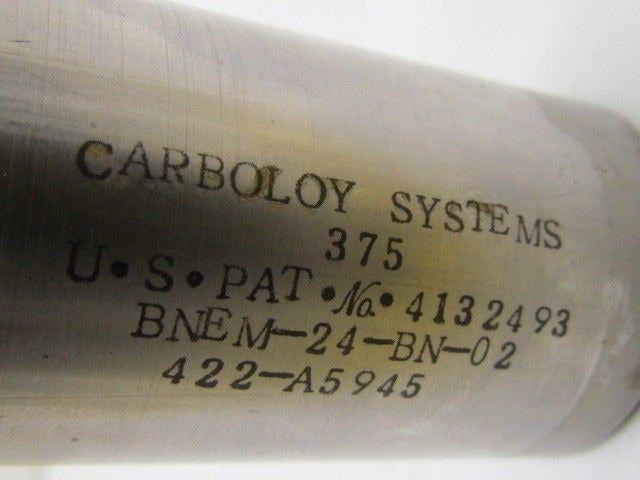 CARBOLOY SYSTEMS
375
U•S•PAT•No.•4132493
BNEM-24-BN-02
422-A5945